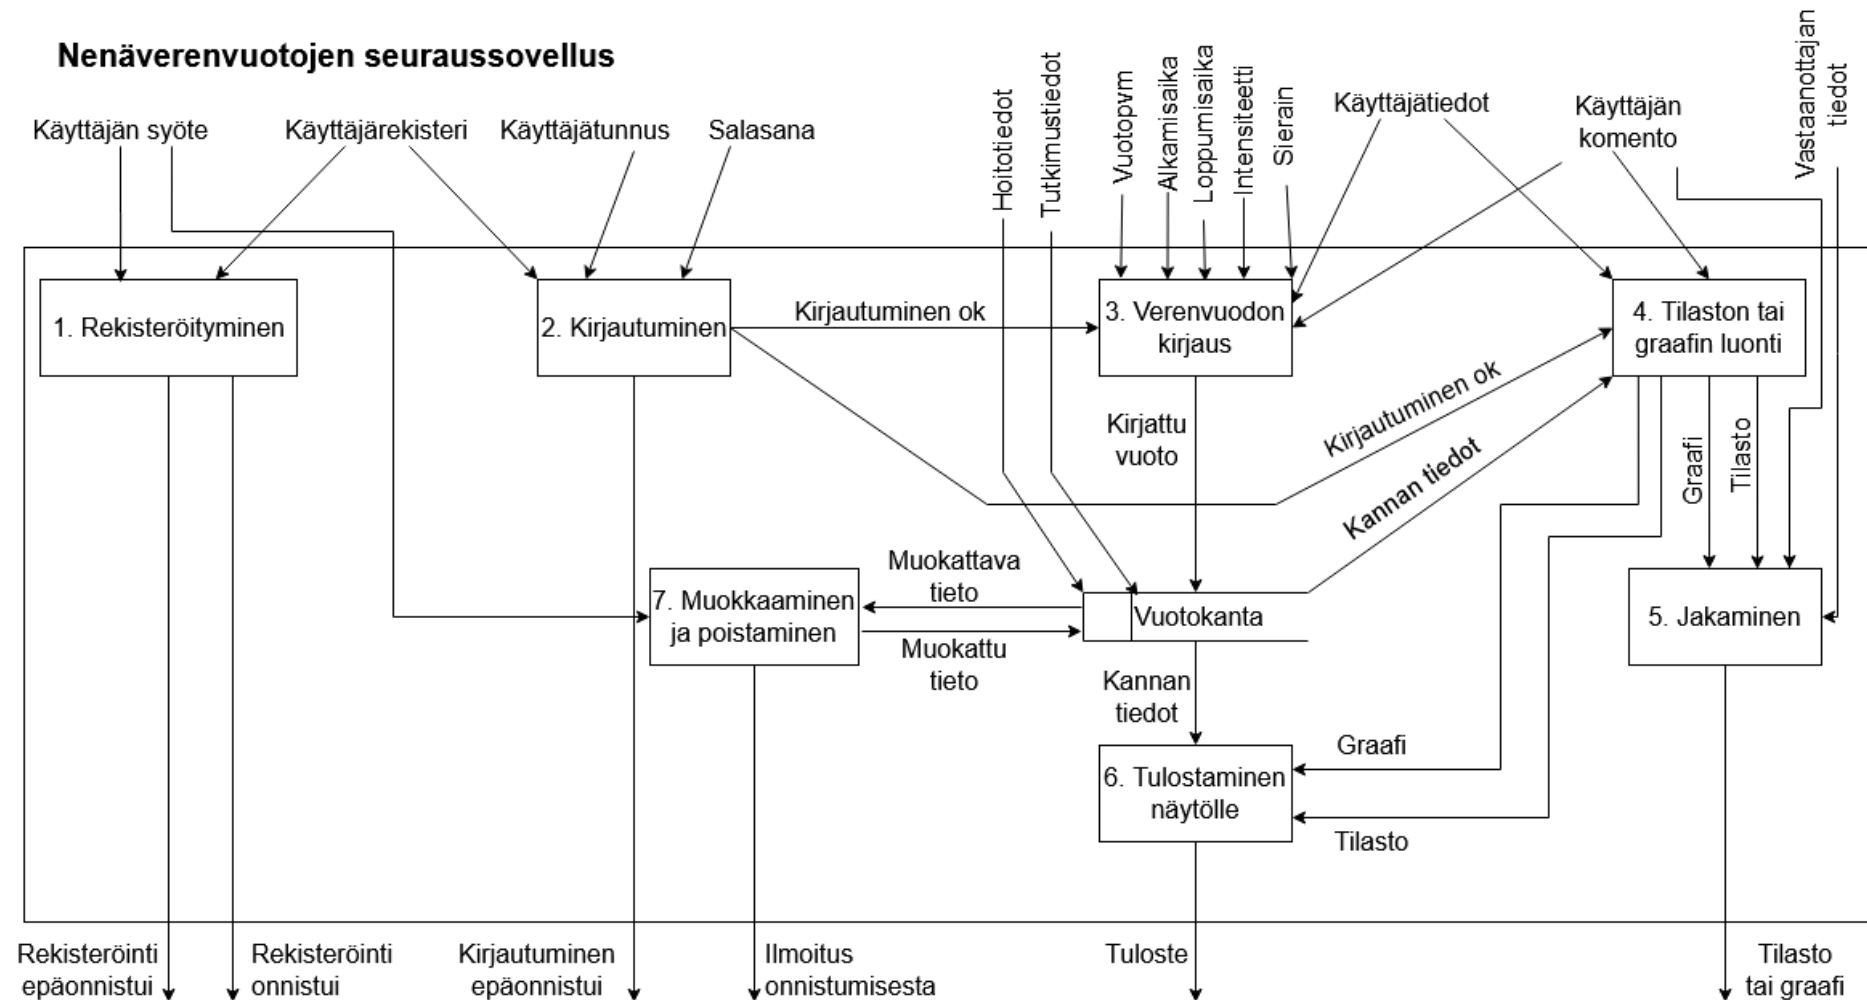 Nenäverenvuotojen seuraussovellus
Käyttäjän syöte
Käyttäjärekisteri
Käyttäjätunnus
Salasana
Hoitotiedot
Tutkimustiedot
Vuotopvm
Alkamisaika
Loppumisaika
Intensiteetti
Sierain
Käyttäjätiedot
Käyttäjän
komento
Vastaanottajan
tiedot
1. Rekisteröityminen
2. Kirjautuminen
Kirjautuminen ok
3. Verenvuodon
kirjaus
4. Tilaston tai
graafin luonti
Kirjattu
vuoto
Kirjautuminen ok
Kannan tiedot
Graafi
Tilasto
Muokattava
tieto
7. Muokkaaminen
ja poistaminen
Muokattu
tieto
Vuotokanta
5. Jakaminen
Kannan
tiedot
6. Tulostaminen
näytölle
Graafi
Tilasto
Rekisteröinti
epäonnistui
Rekisteröinti
onnistui
Kirjautuminen
epäonnistui
Ilmoitus
onnistumisesta
Tuloste
Tilasto
tai graafi